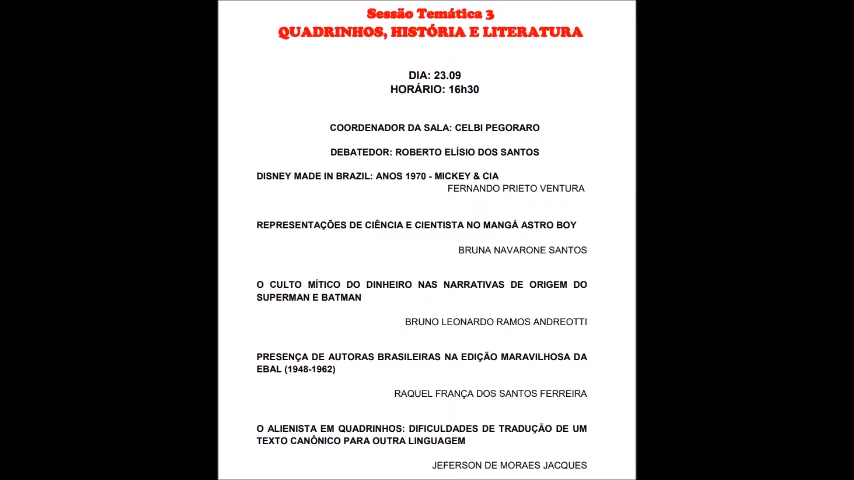 Sessão Temática 3
QUADRINHOS, HISTÓRIA E LITERATURA
DIA: 23.09
HORÁRIO: 16h30
COORDENADOR DA SALA: CELBI PEGORARO
DEBATEDOR: ROBERTO ELÍSIO DOS SANTOS
DISNEY MADE IN BRAZIL: ANOS 1970 - MICKEY & CIA
FERNANDO PRIETO VENTURA
REPRESENTAÇÕES DE CIÊNCIA E CIENTISTA NO MANGÁ ASTRO BOY
BRUNA NAVARONE SANTOS
O CULTO MÍTICO DO DINHEIRO NAS NARRATIVAS DE ORIGEM DO
SUPERMAN E BATMAN
BRUNO LEONARDO RAMOS ANDREOTTI
PRESENÇA DE AUTORAS BRASILEIRAS NA EDIÇÃO MARAVILHOSA DA
EBAL (1948-1962)
RAQUEL FRANÇA DOS SANTOS FERREIRA
O ALIENISTA EM QUADRINHOS: DIFICULDADES DE TRADUÇÃO DE UM
TEXTO CANÔNICO PARA OUTRA LINGUAGEM
JEFERSON DE MORAES JACQUES